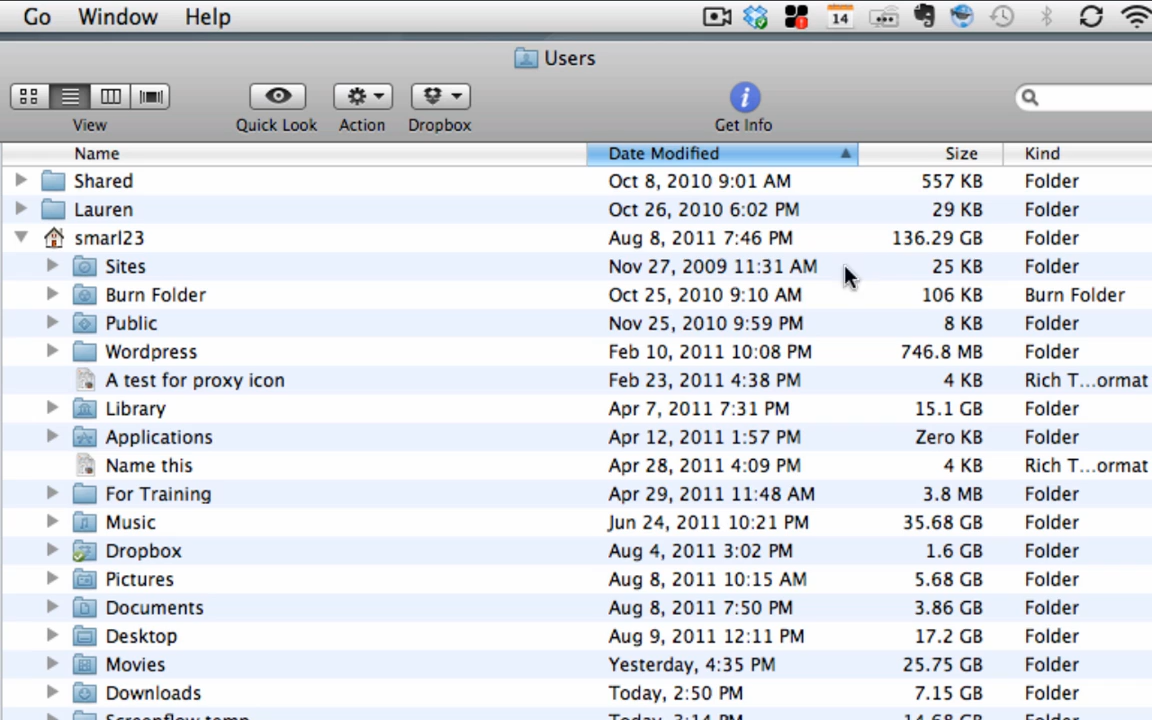 Go Window Help 14
Users
View Quick Look Action Dropbox Get Info
Name Date Modified Size Kind
Shared Oct 8, 2010 9:01 AM 557 KB Folder
Lauren Oct 26, 2010 6:02 PM 29 KB Folder
smarl23 Aug 8, 2011 7:46 PM 136.29 GB Folder
Sites Nov 27, 2009 11:31 AM 25 KB Folder
Burn Folder Oct 25, 2010 9:10 AM 106 KB Burn Folder
Public Nov 25, 2010 9:59 PM 8 KB Folder
Wordpress Feb 10, 2011 10:08 PM 746.8 MB Folder
A test for proxy icon Feb 23, 2011 4:38 PM 4 KB Rich T...ormat
Library Apr 7, 2011 7:31 PM 15.1 GB Folder
Applications Apr 12, 2011 1:57 PM Zero KB Folder
Name this Apr 28, 2011 4:09 PM 4 KB Rich T...ormat
For Training Apr 29, 2011 11:48 AM 3.8 MB Folder
Music Jun 24, 2011 10:21 PM 35.68 GB Folder
Dropbox Aug 4, 2011 3:02 PM 1.6 GB Folder
Pictures Aug 8, 2011 10:15 AM 5.68 GB Folder
Documents Aug 8, 2011 7:50 PM 3.86 GB Folder
Desktop Aug 9, 2011 12:11 PM 17.2 GB Folder
Movies Yesterday, 4:35 PM 25.75 GB Folder
Downloads Today, 2:50 PM 7.15 GB Folder
Screenflow temp Today, 3:14 PM 14.68 GB Folder